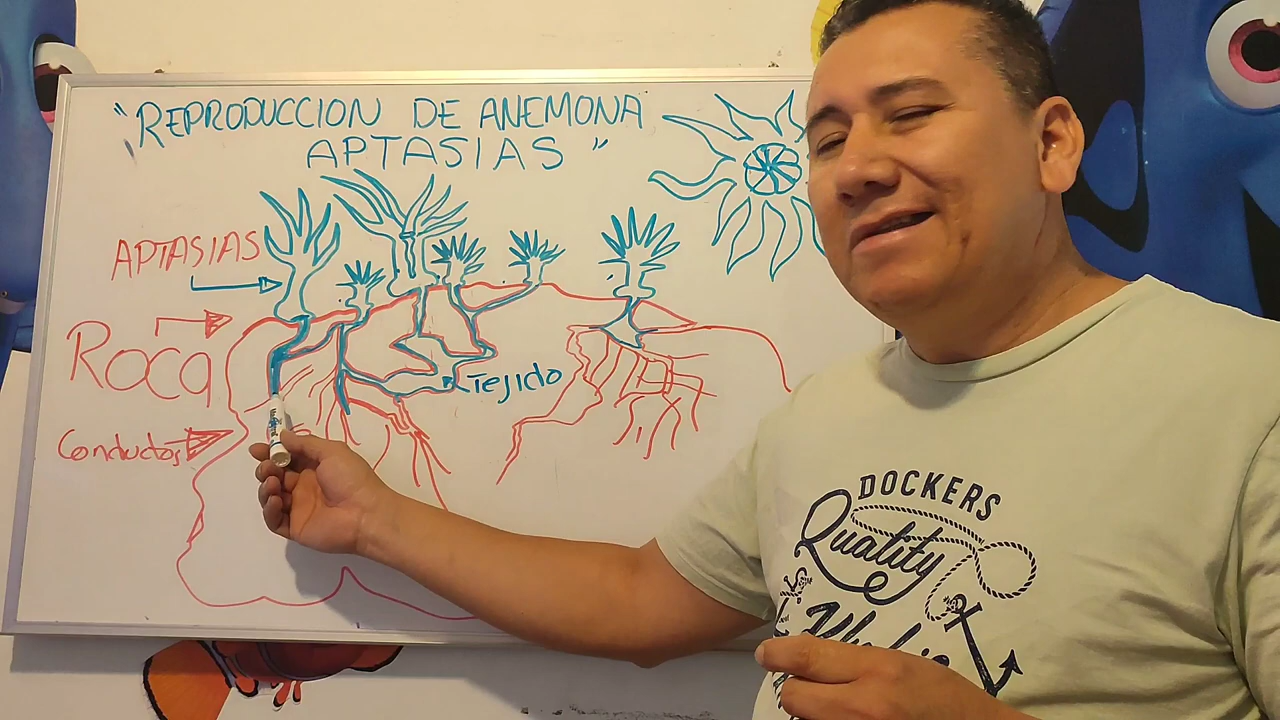 "REPRODUCCION DE ANEMONA
APTASIAS"
APTASIAS
Roca
Tejido
Conductos
DOCKERS
Quality